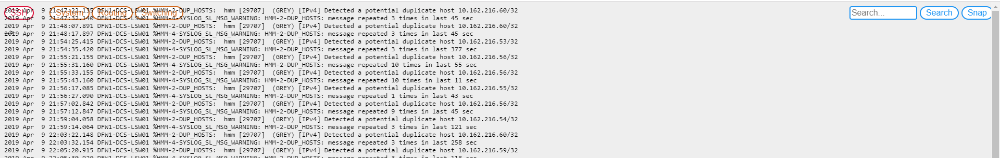 SSH System Routing Switching Search... Search Snap
2019 Apr  9 21:47:22.135 DFW1-DCS-LSW01 %HMM-2-DUP_HOSTS:  hmm [29707]  (GREY) [IPv4] Detected a potential duplicate host 10.162.216.60/32
2019 Apr  9 21:47:32.140 DFW1-DCS-LSW01 %HMM-4-SYSLOG_SL_MSG_WARNING: HMM-2-DUP_HOSTS: message repeated 3 times in last 45 sec
2019 Apr  9 21:48:07.891 DFW1-DCS-LSW01 %HMM-2-DUP_HOSTS:  hmm [29707]  (GREY) [IPv4] Detected a potential duplicate host 10.162.216.60/32
2019 Apr  9 21:48:17.897 DFW1-DCS-LSW01 %HMM-4-SYSLOG_SL_MSG_WARNING: HMM-2-DUP_HOSTS: message repeated 3 times in last 45 sec
2019 Apr  9 21:54:25.415 DFW1-DCS-LSW01 %HMM-2-DUP_HOSTS:  hmm [29707]  (GREY) [IPv4] Detected a potential duplicate host 10.162.216.53/32
2019 Apr  9 21:54:35.420 DFW1-DCS-LSW01 %HMM-4-SYSLOG_SL_MSG_WARNING: HMM-2-DUP_HOSTS: message repeated 3 times in last 377 sec
2019 Apr  9 21:55:21.155 DFW1-DCS-LSW01 %HMM-2-DUP_HOSTS:  hmm [29707]  (GREY) [IPv4] Detected a potential duplicate host 10.162.216.56/32
2019 Apr  9 21:55:31.160 DFW1-DCS-LSW01 %HMM-4-SYSLOG_SL_MSG_WARNING: HMM-2-DUP_HOSTS: message repeated 10 times in last 55 sec
2019 Apr  9 21:55:33.155 DFW1-DCS-LSW01 %HMM-2-DUP_HOSTS:  hmm [29707]  (GREY) [IPv4] Detected a potential duplicate host 10.162.216.56/32
2019 Apr  9 21:55:43.160 DFW1-DCS-LSW01 %HMM-4-SYSLOG_SL_MSG_WARNING: HMM-2-DUP_HOSTS: message repeated 10 times in last 11 sec
2019 Apr  9 21:56:17.085 DFW1-DCS-LSW01 %HMM-2-DUP_HOSTS:  hmm [29707]  (GREY) [IPv4] Detected a potential duplicate host 10.162.216.55/32
2019 Apr  9 21:56:27.090 DFW1-DCS-LSW01 %HMM-4-SYSLOG_SL_MSG_WARNING: HMM-2-DUP_HOSTS: message repeated 1 times in last 43 sec
2019 Apr  9 21:57:02.842 DFW1-DCS-LSW01 %HMM-2-DUP_HOSTS:  hmm [29707]  (GREY) [IPv4] Detected a potential duplicate host 10.162.216.56/32
2019 Apr  9 21:57:12.847 DFW1-DCS-LSW01 %HMM-4-SYSLOG_SL_MSG_WARNING: HMM-2-DUP_HOSTS: message repeated 9 times in last 45 sec
2019 Apr  9 21:59:04.058 DFW1-DCS-LSW01 %HMM-2-DUP_HOSTS:  hmm [29707]  (GREY) [IPv4] Detected a potential duplicate host 10.162.216.54/32
2019 Apr  9 21:59:14.064 DFW1-DCS-LSW01 %HMM-4-SYSLOG_SL_MSG_WARNING: HMM-2-DUP_HOSTS: message repeated 3 times in last 121 sec
2019 Apr  9 22:03:22.148 DFW1-DCS-LSW01 %HMM-2-DUP_HOSTS:  hmm [29707]  (GREY) [IPv4] Detected a potential duplicate host 10.162.216.60/32
2019 Apr  9 22:03:32.154 DFW1-DCS-LSW01 %HMM-4-SYSLOG_SL_MSG_WARNING: HMM-2-DUP_HOSTS: message repeated 3 times in last 258 sec
2019 Apr  9 22:05:20.915 DFW1-DCS-LSW01 %HMM-2-DUP_HOSTS:  hmm [29707]  (GREY) [IPv4] Detected a potential duplicate host 10.162.216.59/32
2019 Apr  9 22:05:30.920 DFW1-DCS-LSW01 %HMM-4-SYSLOG_SL_MSG_WARNING: HMM-2-DUP_HOSTS: message repeated 3 times in last 118 sec